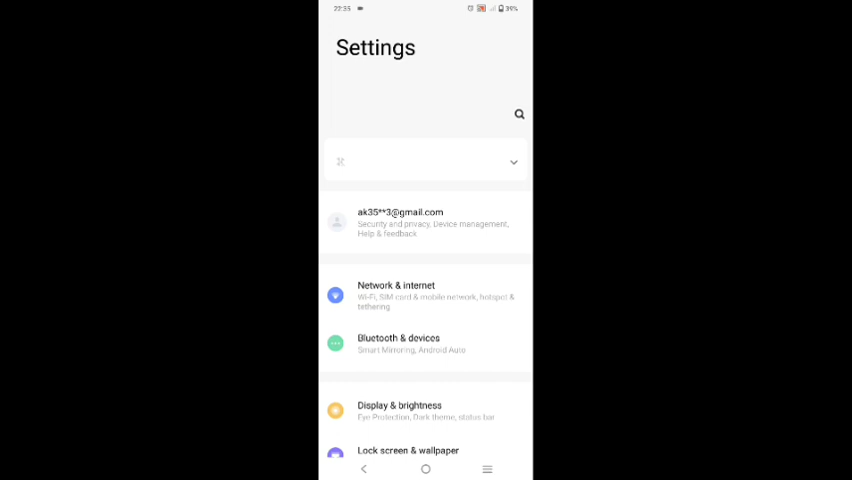 22:35
39%
Settings
ak35**3@gmail.com
Security and privacy, Device management,
Help & feedback
Network & internet
Wi-Fi, SIM card & mobile network, hotspot &
tethering
Bluetooth & devices
Smart Mirroring, Android Auto
Display & brightness
Eye Protection, Dark theme, status bar
Lock screen & wallpaper